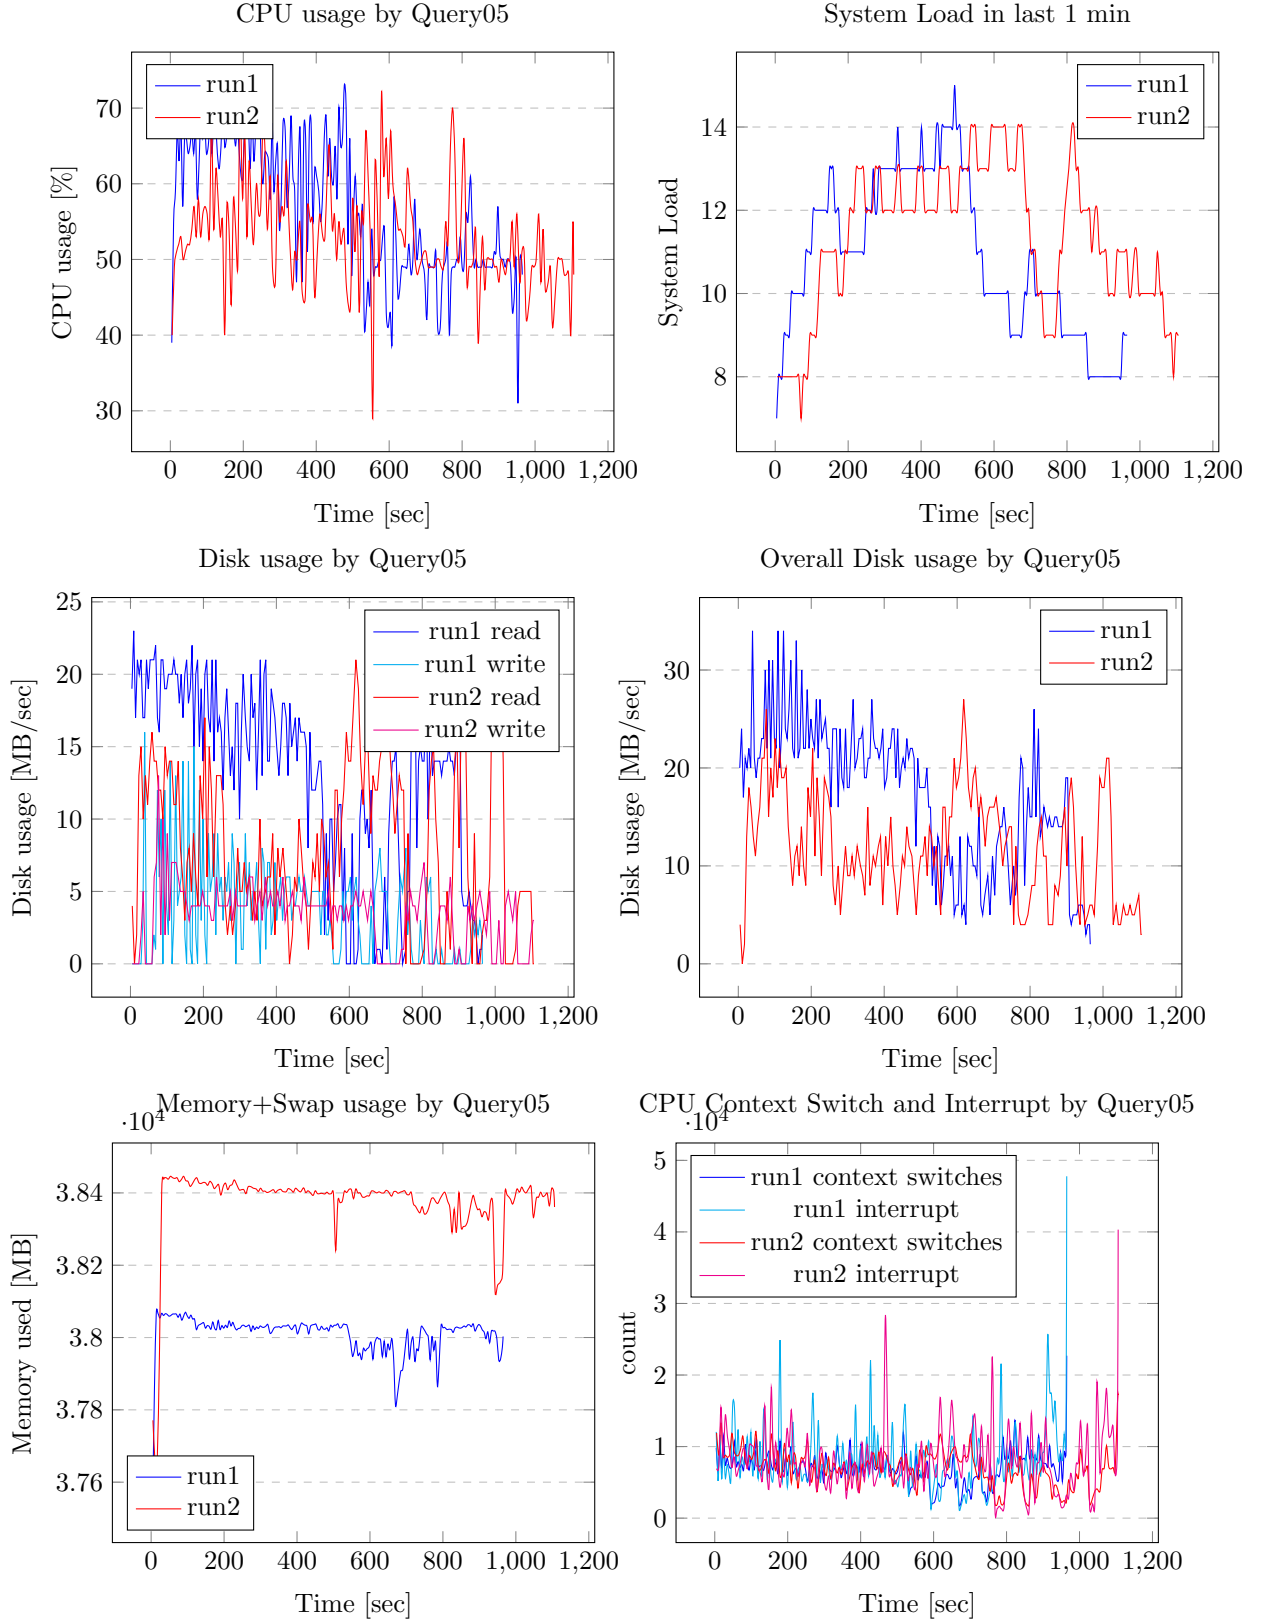 CPU usage by Query05
run1
run2
70
60
50
40
30
CPU usage [%]
0 200 400 600 800 1,000 1,200
Time [sec]
System Load in last 1 min
run1
run2
14
12
10
8
System Load
0 200 400 600 800 1,000 1,200
Time [sec]
Disk usage by Query05
run1 read
run1 write
run2 read
run2 write
25
20
15
10
5
0
Disk usage [MB/sec]
0 200 400 600 800 1,000 1,200
Time [sec]
Overall Disk usage by Query05
run1
run2
30
20
10
0
Disk usage [MB/sec]
0 200 400 600 800 1,000 1,200
Time [sec]
Memory+Swap usage by Query05
·10⁴
3.84
3.82
3.8
3.78
3.76
Memory used [MB]
run1
run2
0 200 400 600 800 1,000 1,200
Time [sec]
CPU Context Switch and Interrupt by Query05
·10⁴
run1 context switches
run1 interrupt
run2 context switches
run2 interrupt
5
4
3
2
1
0
count
0 200 400 600 800 1,000 1,200
Time [sec]